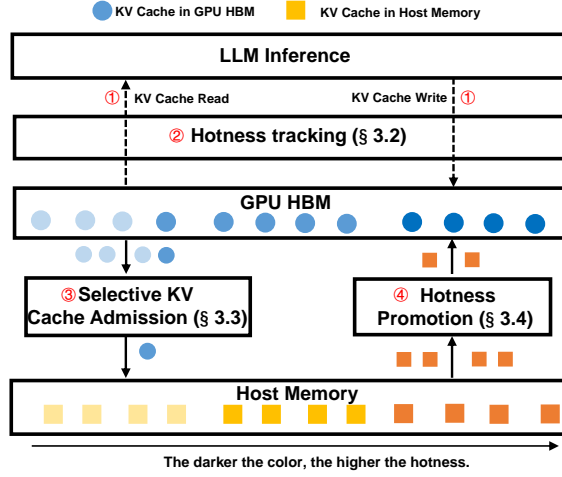 KV Cache in GPU HBM
KV Cache in Host Memory
LLM Inference
① KV Cache Read
KV Cache Write ①
② Hotness tracking (§ 3.2)
GPU HBM
③Selective KV
Cache Admission (§ 3.3)
④ Hotness
Promotion (§ 3.4)
Host Memory
The darker the color, the higher the hotness.